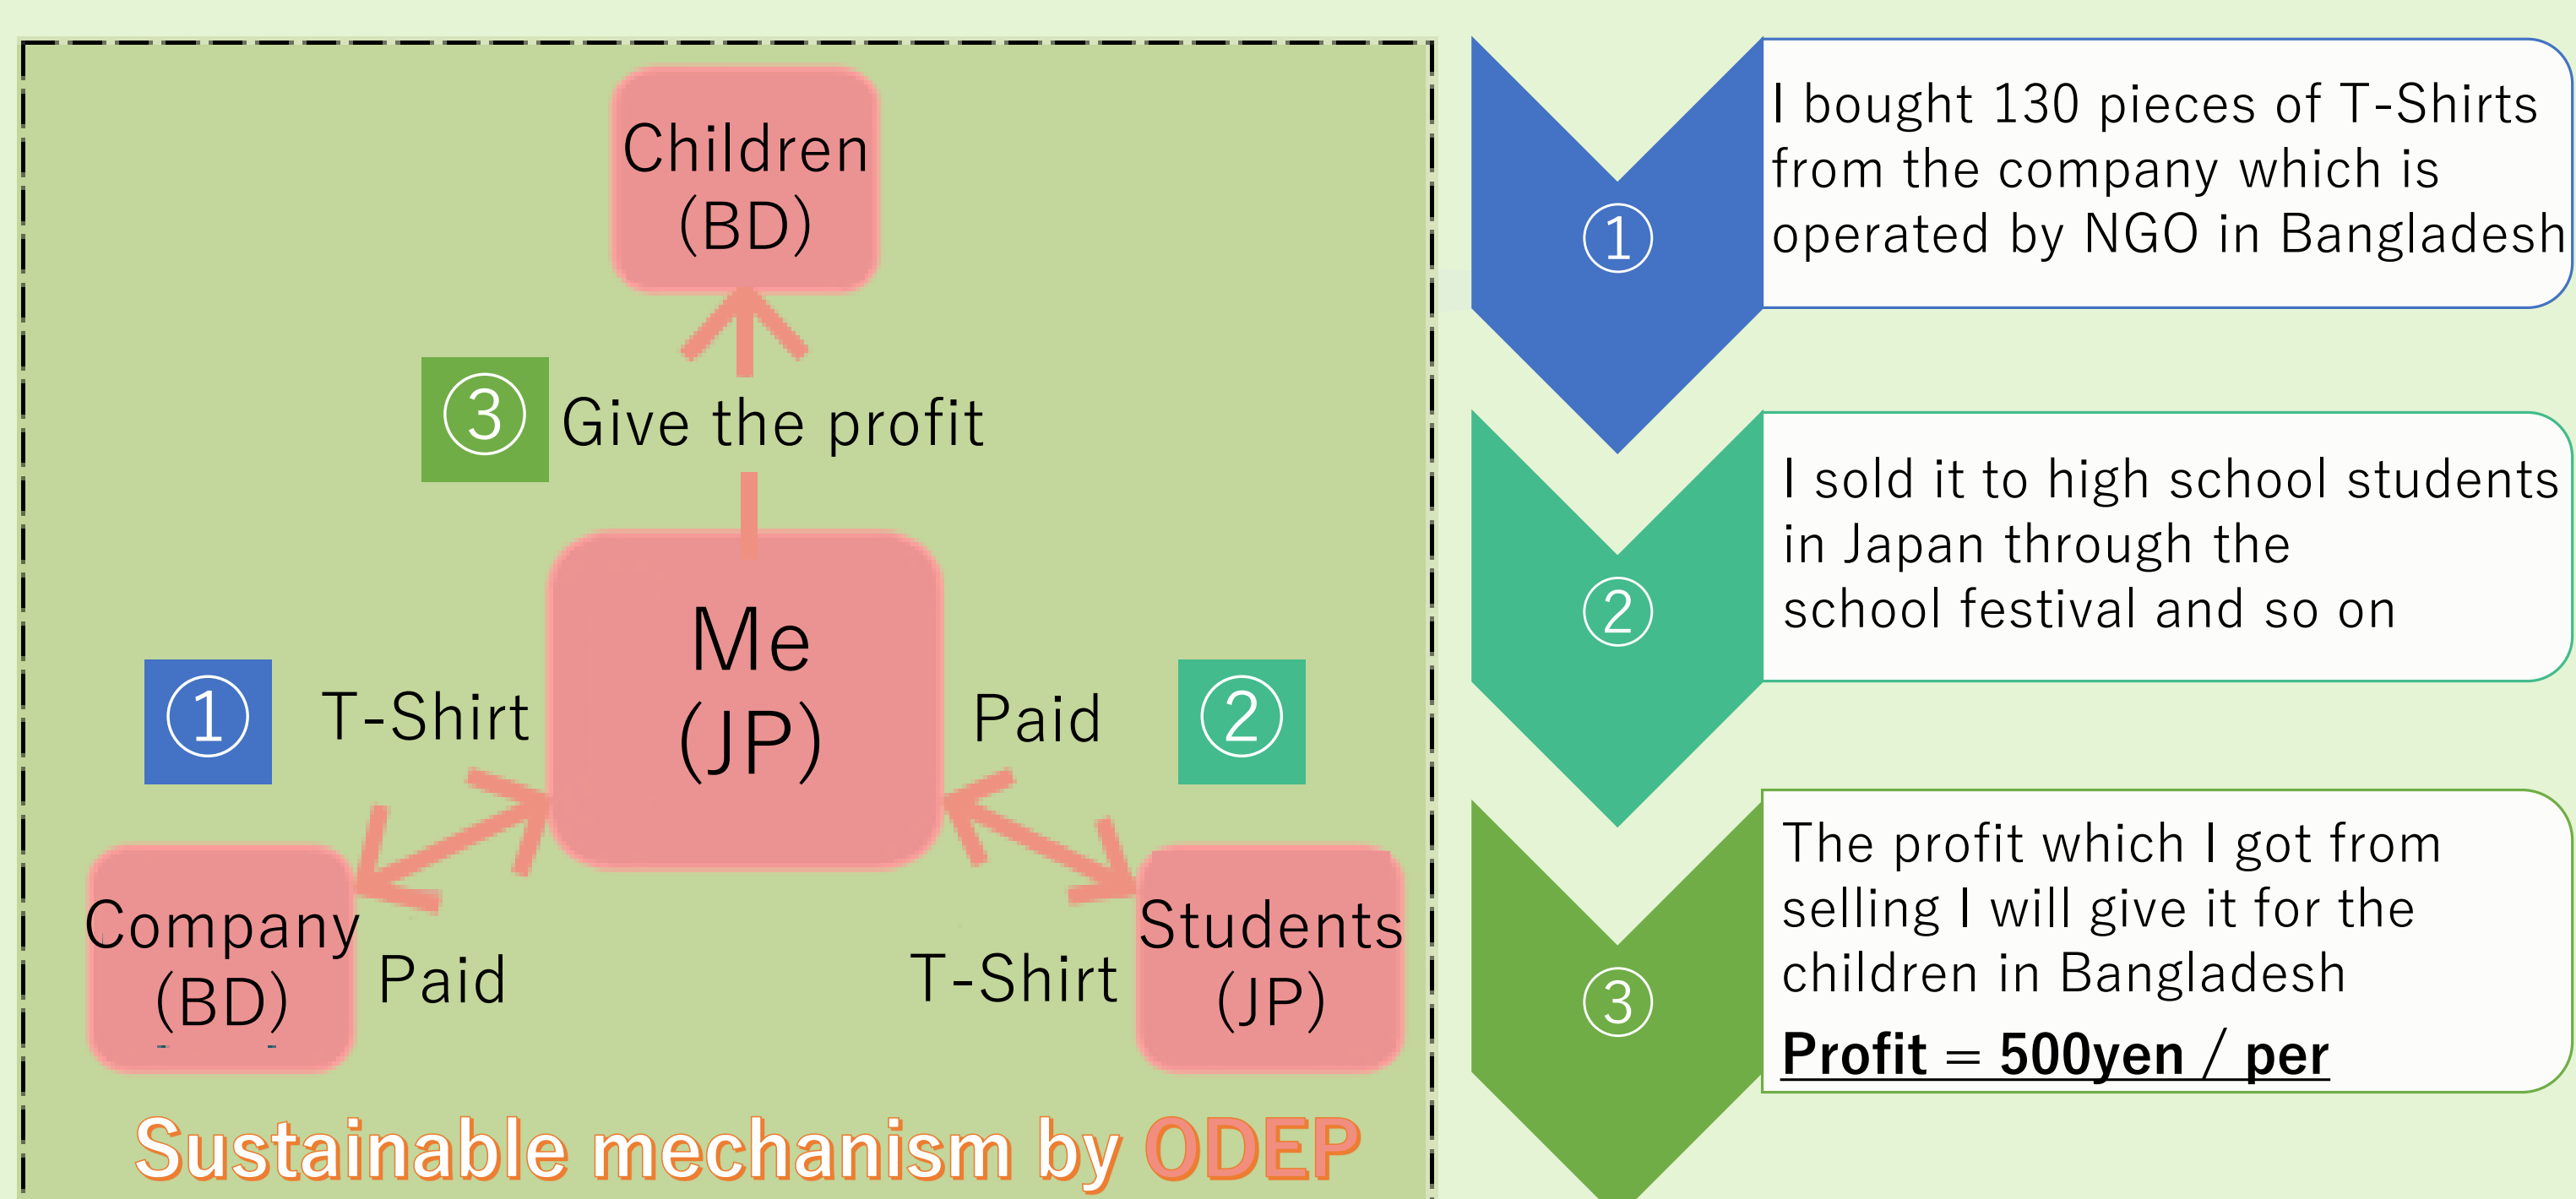 Children
(BD)
③ Give the profit
Me
(JP)
① T-Shirt
Paid ②
Company
(BD)
Paid
T-Shirt
Students
(JP)
Sustainable mechanism by ODEP
①
I bought 130 pieces of T-Shirts
from the company which is
operated by NGO in Bangladesh
②
I sold it to high school students
in Japan through the
school festival and so on
③
The profit which I got from
selling I will give it for the
children in Bangladesh
Profit = 500yen / per